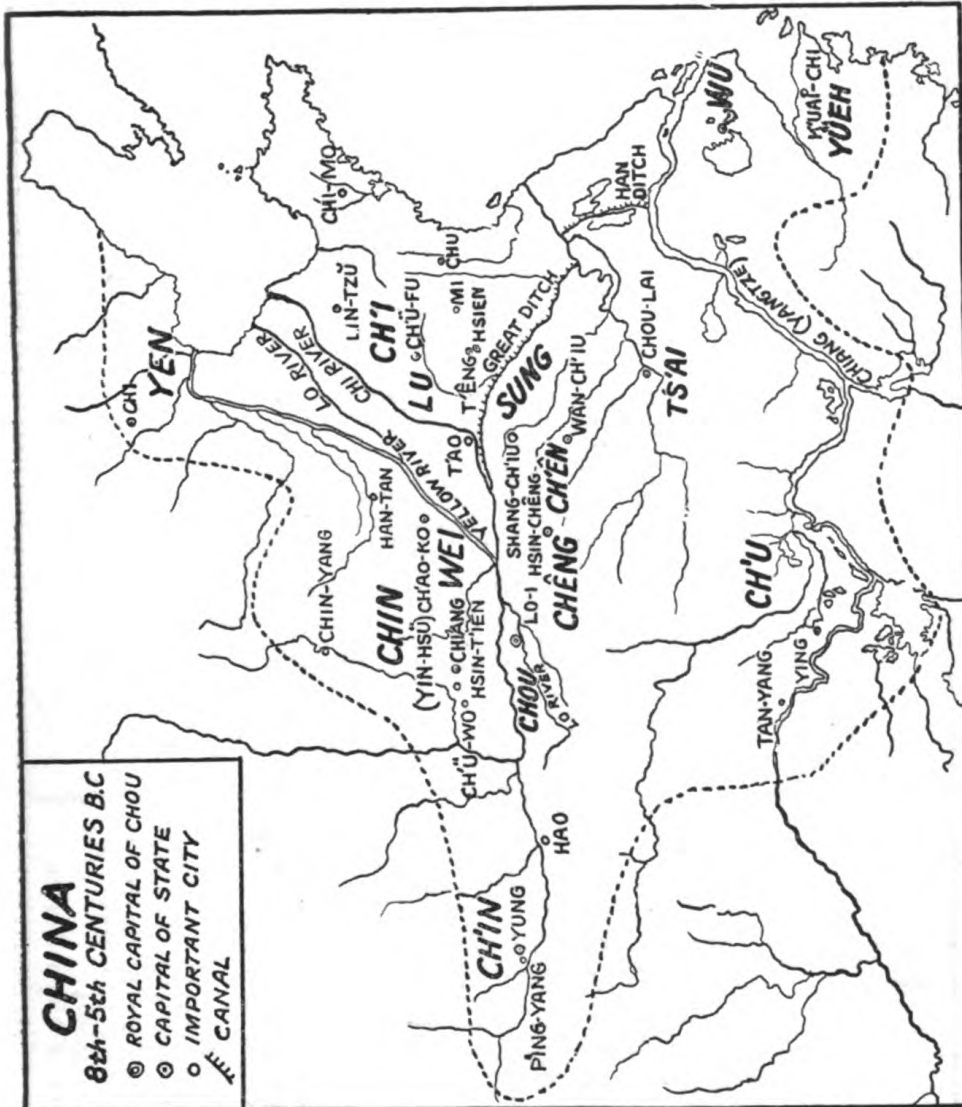 CHINA
8th-5th CENTURIES B.C
ROYAL CAPITAL OF CHOU
CAPITAL OF STATE
IMPORTANT CITY
CANAL
YEN
CHI
LO RIVER
CHI RIVER
YELLOW RIVER
CHIN-YANG
HAN-TAN
CHIN
(YIN-HSÜ) CH'AO-KO
WEI
CHIANG
HSIN-T'IEN
CH'Ü-WO
CHI-MO
LIN-TZŬ
CH'I
LU
CH'Ü-FU
CHU
MI
T'ÊNG
HSIEN
T'AO
GREAT DITCH
SUNG
SHANG-CH'IU
HSIN-CHÊNG
WAN-CH'IU
CH'EN
CHÊNG
LO-I
CHOU
RIVER
CH'IN
YUNG
P'ING-YANG
HAO
HAN
DITCH
WU
K'UAI-CHI
YÜEH
CHOU-LAI
TS'AI
CHIANG (YANGTZE)
CH'U
TAN-YANG
YING